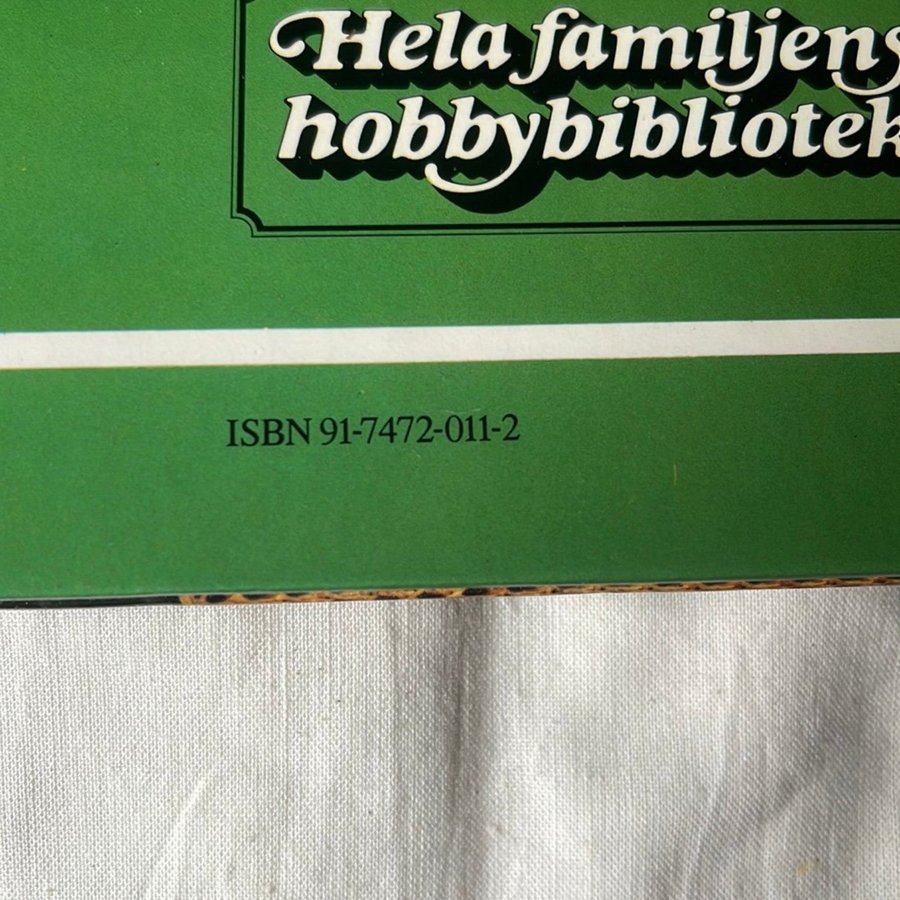 Hela familjens
hobbybibliotek
ISBN 91-7472-011-2